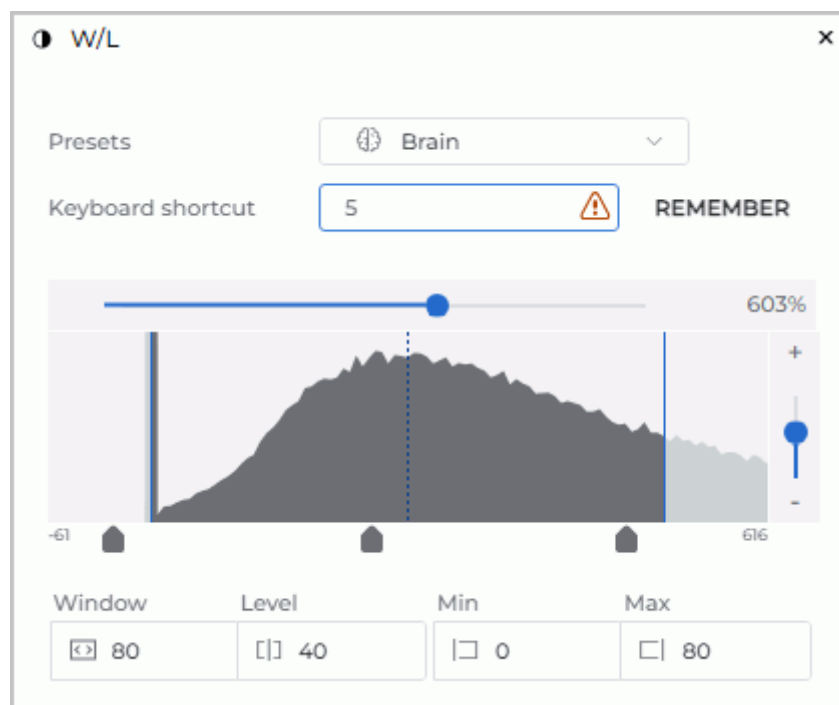 W/L
Presets Brain
Keyboard shortcut 5 REMEMBER
603%
+
-
-61 616
Window Level Min Max
80 40 0 80